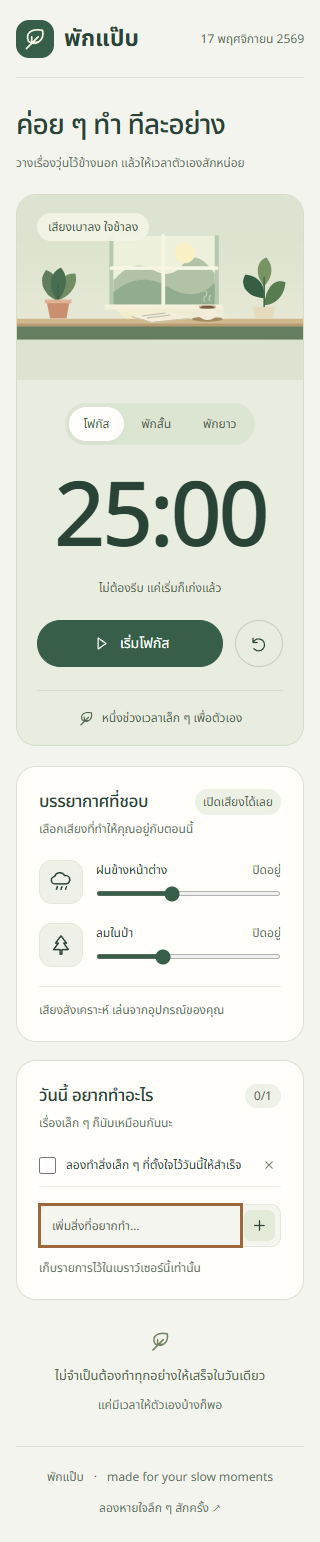 พักแป๊บ
17 พฤศจิกายน 2569
ค่อย ๆ ทำ ทีละอย่าง
วางเรื่องวุ่นไว้ข้างนอก แล้วให้เวลาตัวเองสักหน่อย
เสียงเบาลง ใจช้าลง
โฟกัส
พักสั้น
พักยาว
25:00
ไม่ต้องรีบ แค่เริ่มก็เก่งแล้ว
เริ่มโฟกัส
หนึ่งช่วงเวลาเล็ก ๆ เพื่อตัวเอง
บรรยากาศที่ชอบ
เปิดเสียงได้เลย
เลือกเสียงที่ทำให้คุณอยู่กับตอนนี้
ฝนข้างหน้าต่าง
ปิดอยู่
ลมในป่า
ปิดอยู่
เสียงสังเคราะห์ เล่นจากอุปกรณ์ของคุณ
วันนี้ อยากทำอะไร
0/1
เรื่องเล็ก ๆ ก็นับเหมือนกันนะ
ลองทำสิ่งเล็ก ๆ ที่ตั้งใจไว้วันนี้ให้สำเร็จ
เพิ่มสิ่งที่อยากทำ...
เก็บรายการไว้ในเบราว์เซอร์นี้เท่านั้น
ไม่จำเป็นต้องทำทุกอย่างให้เสร็จในวันเดียว
แค่มีเวลาให้ตัวเองบ้างก็พอ
พักแป๊บ · made for your slow moments
ลองหายใจลึก ๆ สักครั้ง ↗